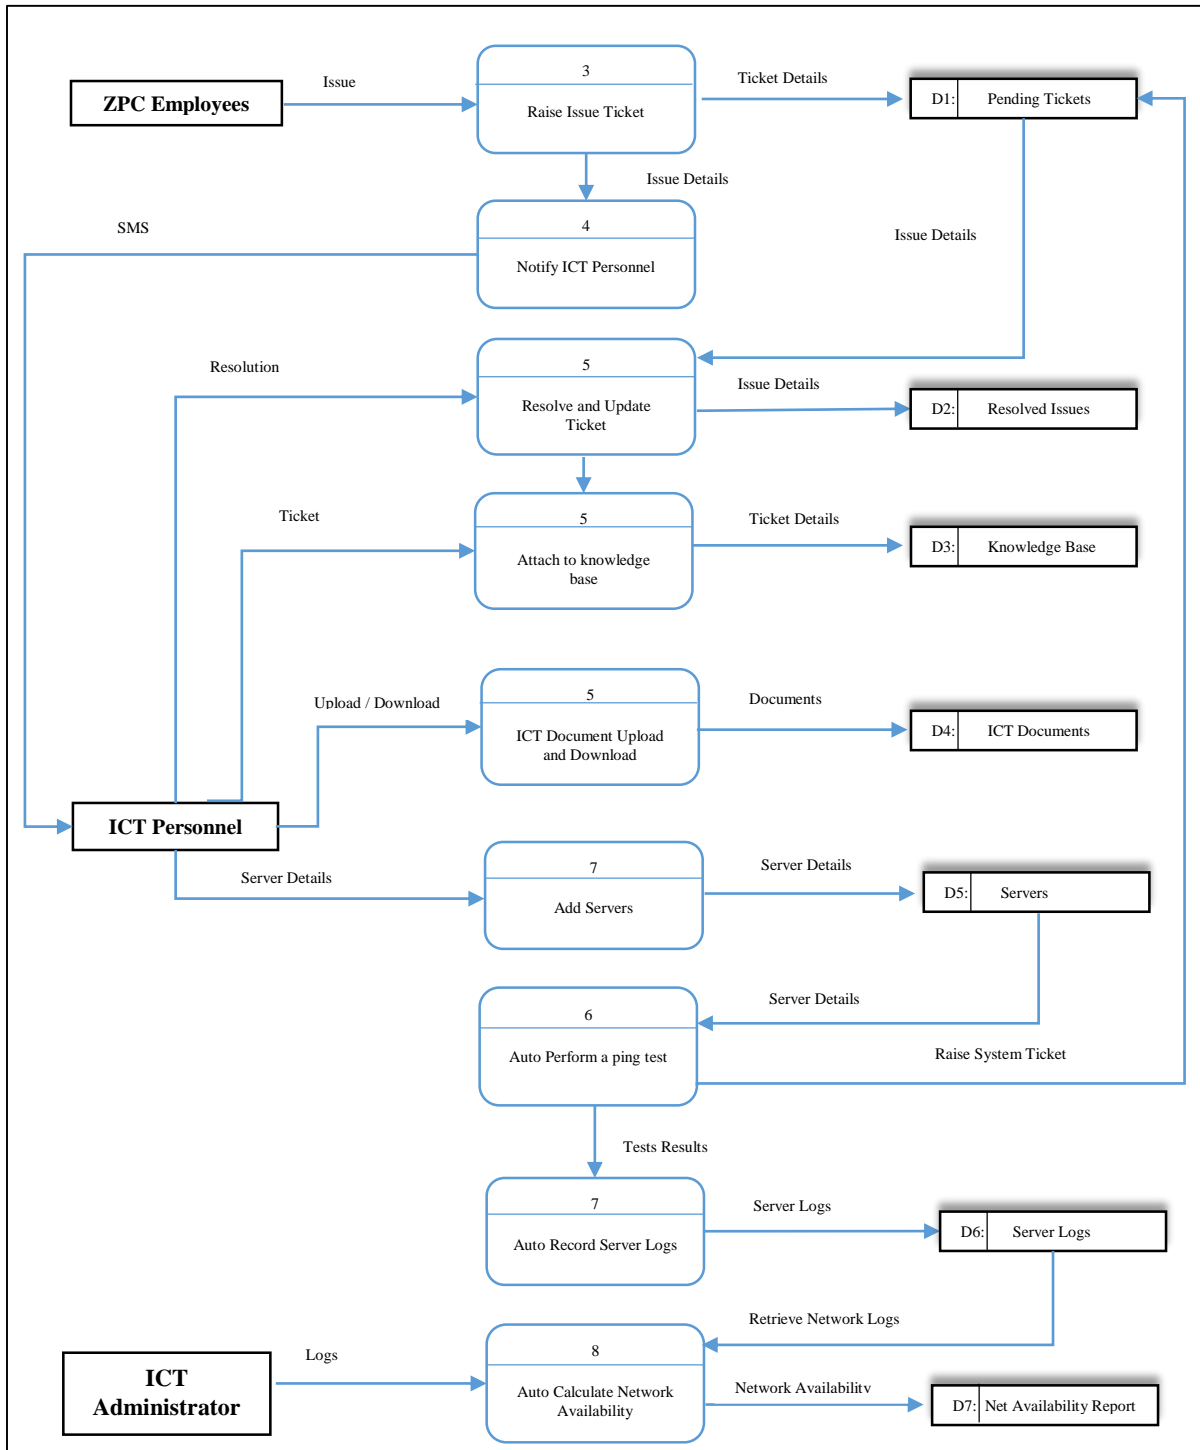 3
Issue
Ticket Details
ZPC Employees
Raise Issue Ticket
D1:
Pending Tickets
Issue Details
SMS
4
Issue Details
Notify ICT Personnel
5
Resolution
Issue Details
Resolve and Update
Ticket
D2:
Resolved Issues
Ticket
5
Ticket Details
Attach to knowledge
base
D3:
Knowledge Base
5
Upload / Download
Documents
ICT Document Upload
and Download
D4:
ICT Documents
ICT Personnel
7
Server Details
Server Details
Add Servers
D5:
Servers
6
Server Details
Auto Perform a ping test
Raise System Ticket
Tests Results
7
Server Logs
Auto Record Server Logs
D6:
Server Logs
Retrieve Network Logs
8
Logs
ICT
Administrator
Auto Calculate Network
Availability
Network Availability
D7:
Net Availability Report